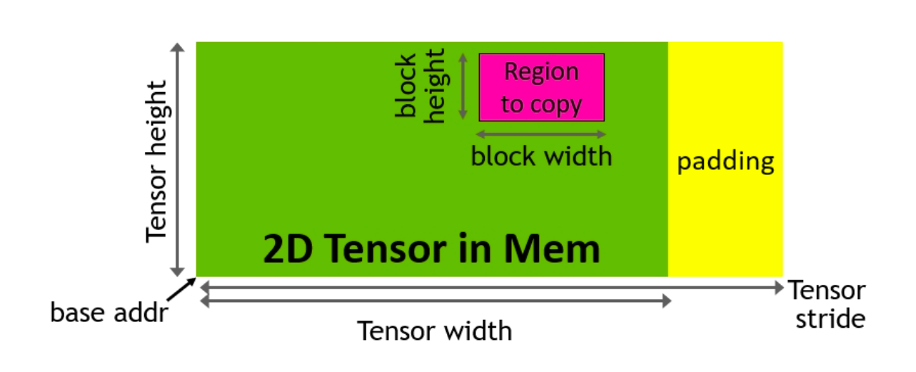 Tensor height
block
height
Region
to copy
block width
padding
2D Tensor in Mem
base addr
Tensor width
Tensor
stride